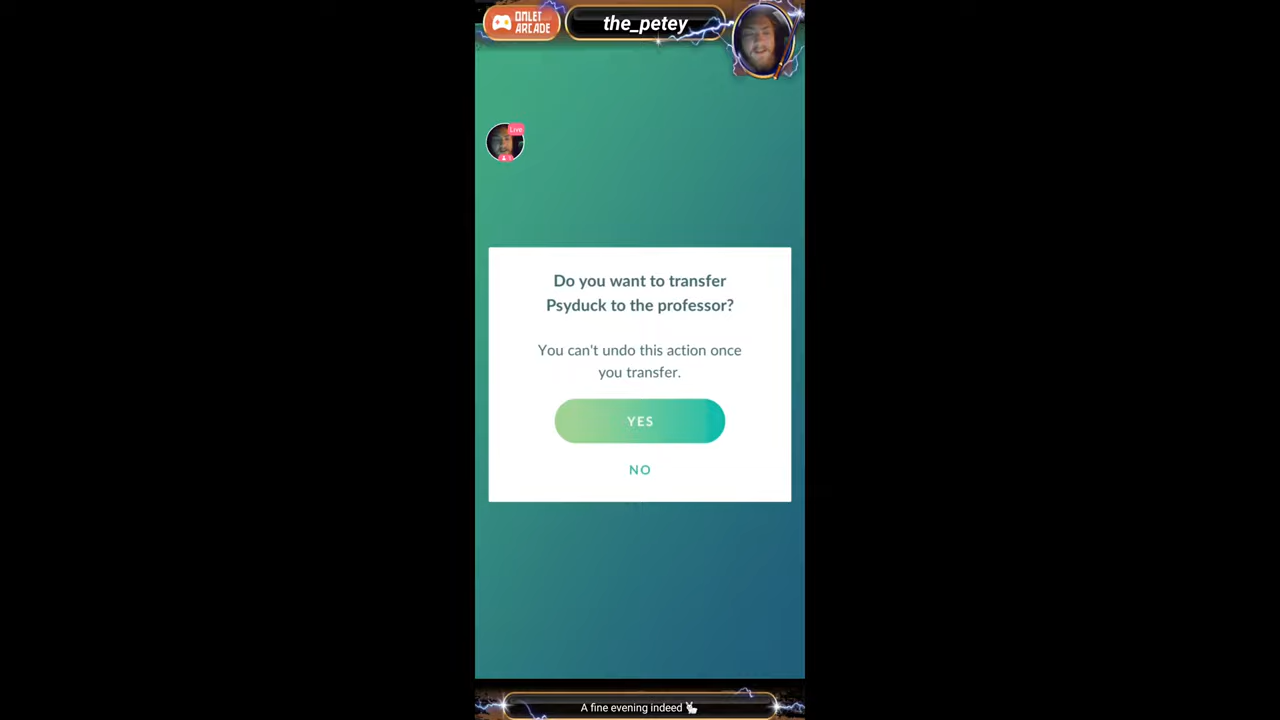 OMLET
ARCADE
the_petey
Live
Do you want to transfer
Psyduck to the professor?
You can't undo this action once
you transfer.
YES
NO
A fine evening indeed 🐇